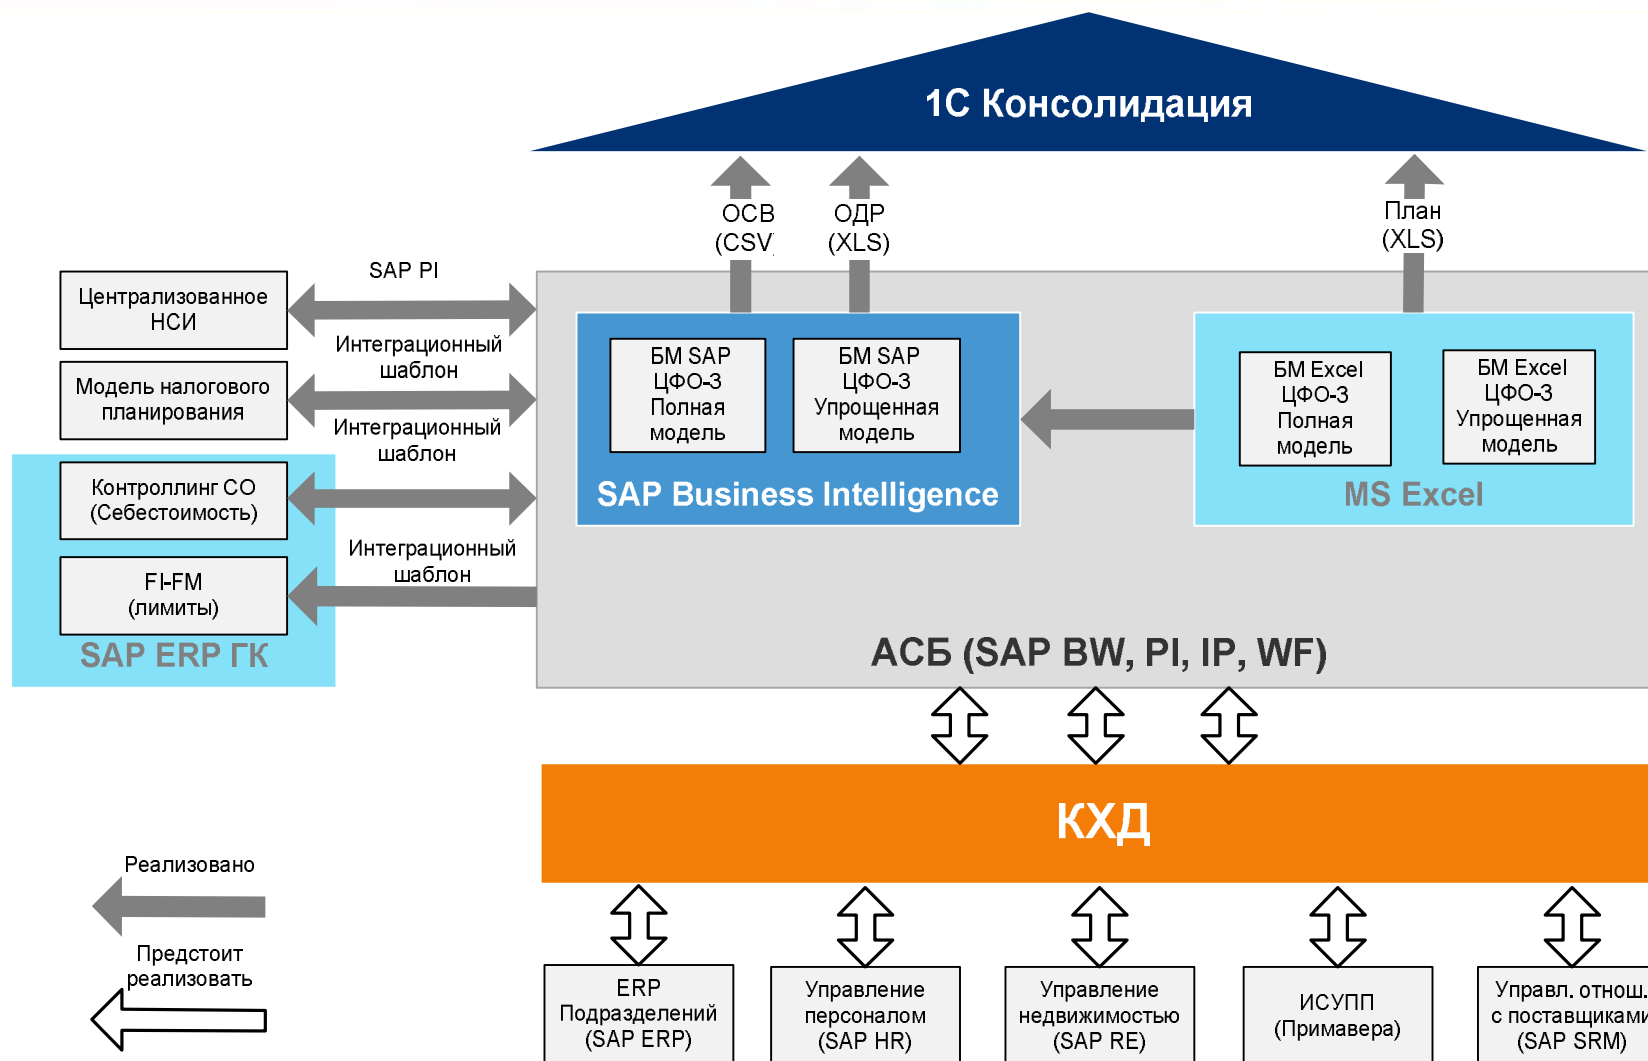 1С Консолидация
ОСВ
(CSV)
ОДР
(XLS)
План
(XLS)
SAP PI
Централизованное
НСИ
Интеграционный
шаблон
Модель налогового
планирования
Интеграционный
шаблон
Контроллинг СО
(Себестоимость)
Интеграционный
шаблон
FI-FM
(лимиты)
SAP ERP ГК
БМ SAP
ЦФО-3
Полная
модель
БМ SAP
ЦФО-3
Упрощенная
модель
SAP Business Intelligence
БМ Excel
ЦФО-3
Полная
модель
БМ Excel
ЦФО-3
Упрощенная
модель
MS Excel
АСБ (SAP BW, PI, IP, WF)
КХД
Реализовано
Предстоит
реализовать
ERP
Подразделений
(SAP ERP)
Управление
персоналом
(SAP HR)
Управление
недвижимостью
(SAP RE)
ИСУПП
(Примавера)
Управл. отнош.
с поставщиками
(SAP SRM)